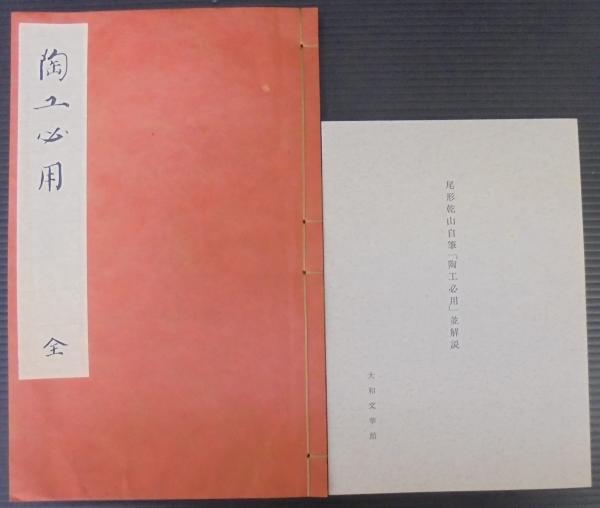 陶工必用
全
尾形乾山自筆「陶工必用」並解説
大和文華館